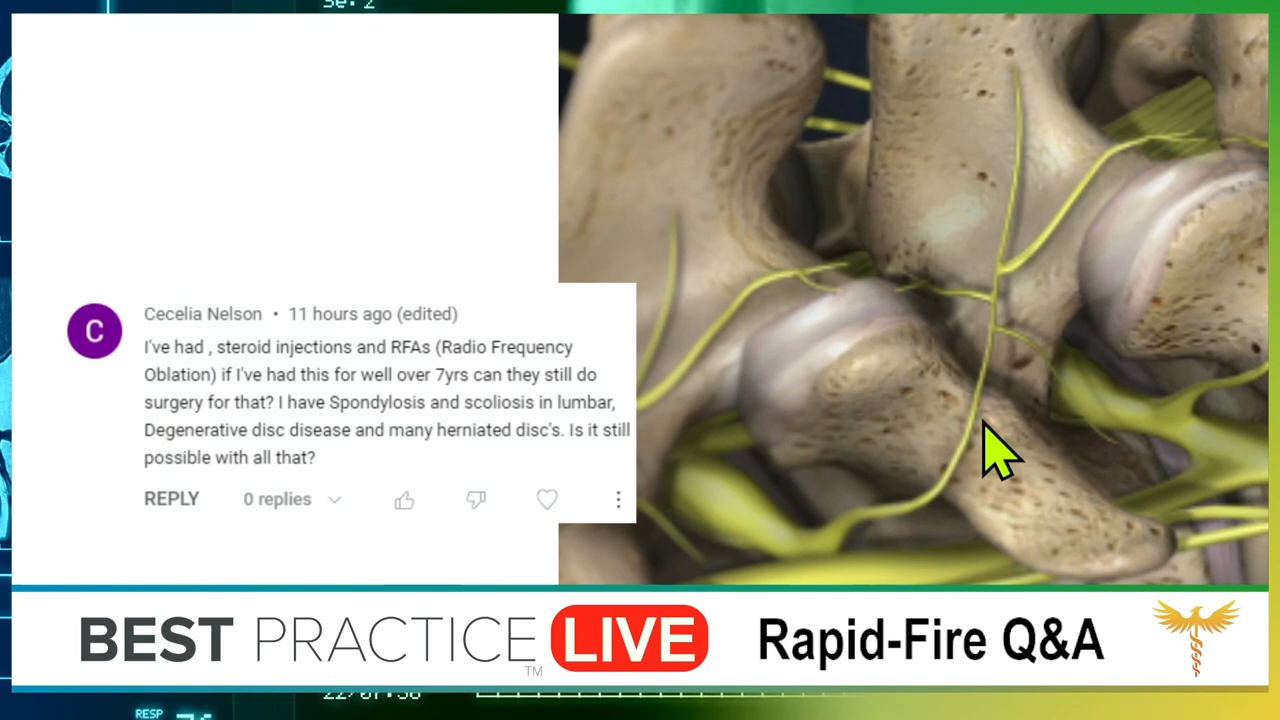 C
Cecelia Nelson • 11 hours ago (edited)
I've had , steroid injections and RFAs (Radio Frequency
Oblation) if I've had this for well over 7yrs can they still do
surgery for that? I have Spondylosis and scoliosis in lumbar,
Degenerative disc disease and many herniated disc's. Is it still
possible with all that?
REPLY 0 replies
BEST PRACTICE™ LIVE Rapid-Fire Q&A
RESP